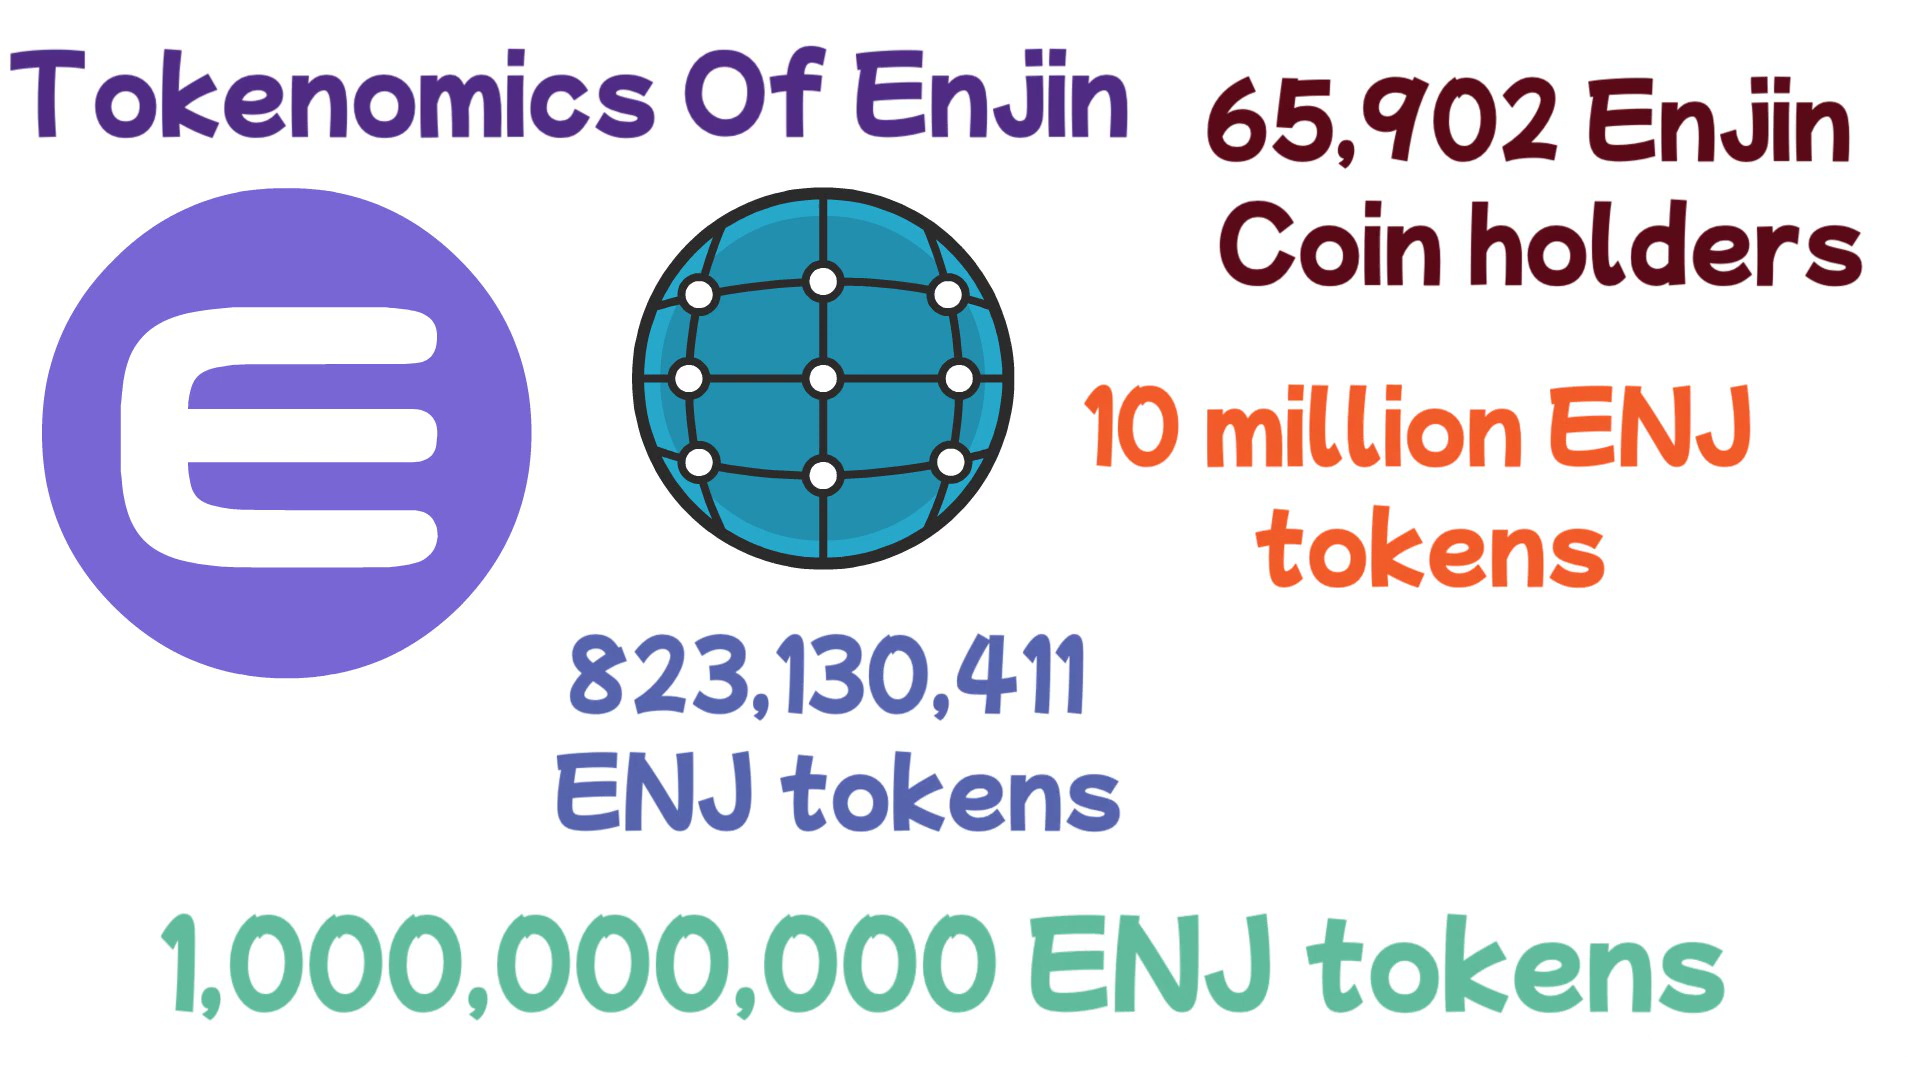 Tokenomics Of Enjin
65,902 Enjin
Coin holders
10 million ENJ
tokens
823,130,411
ENJ tokens
1,000,000,000 ENJ tokens